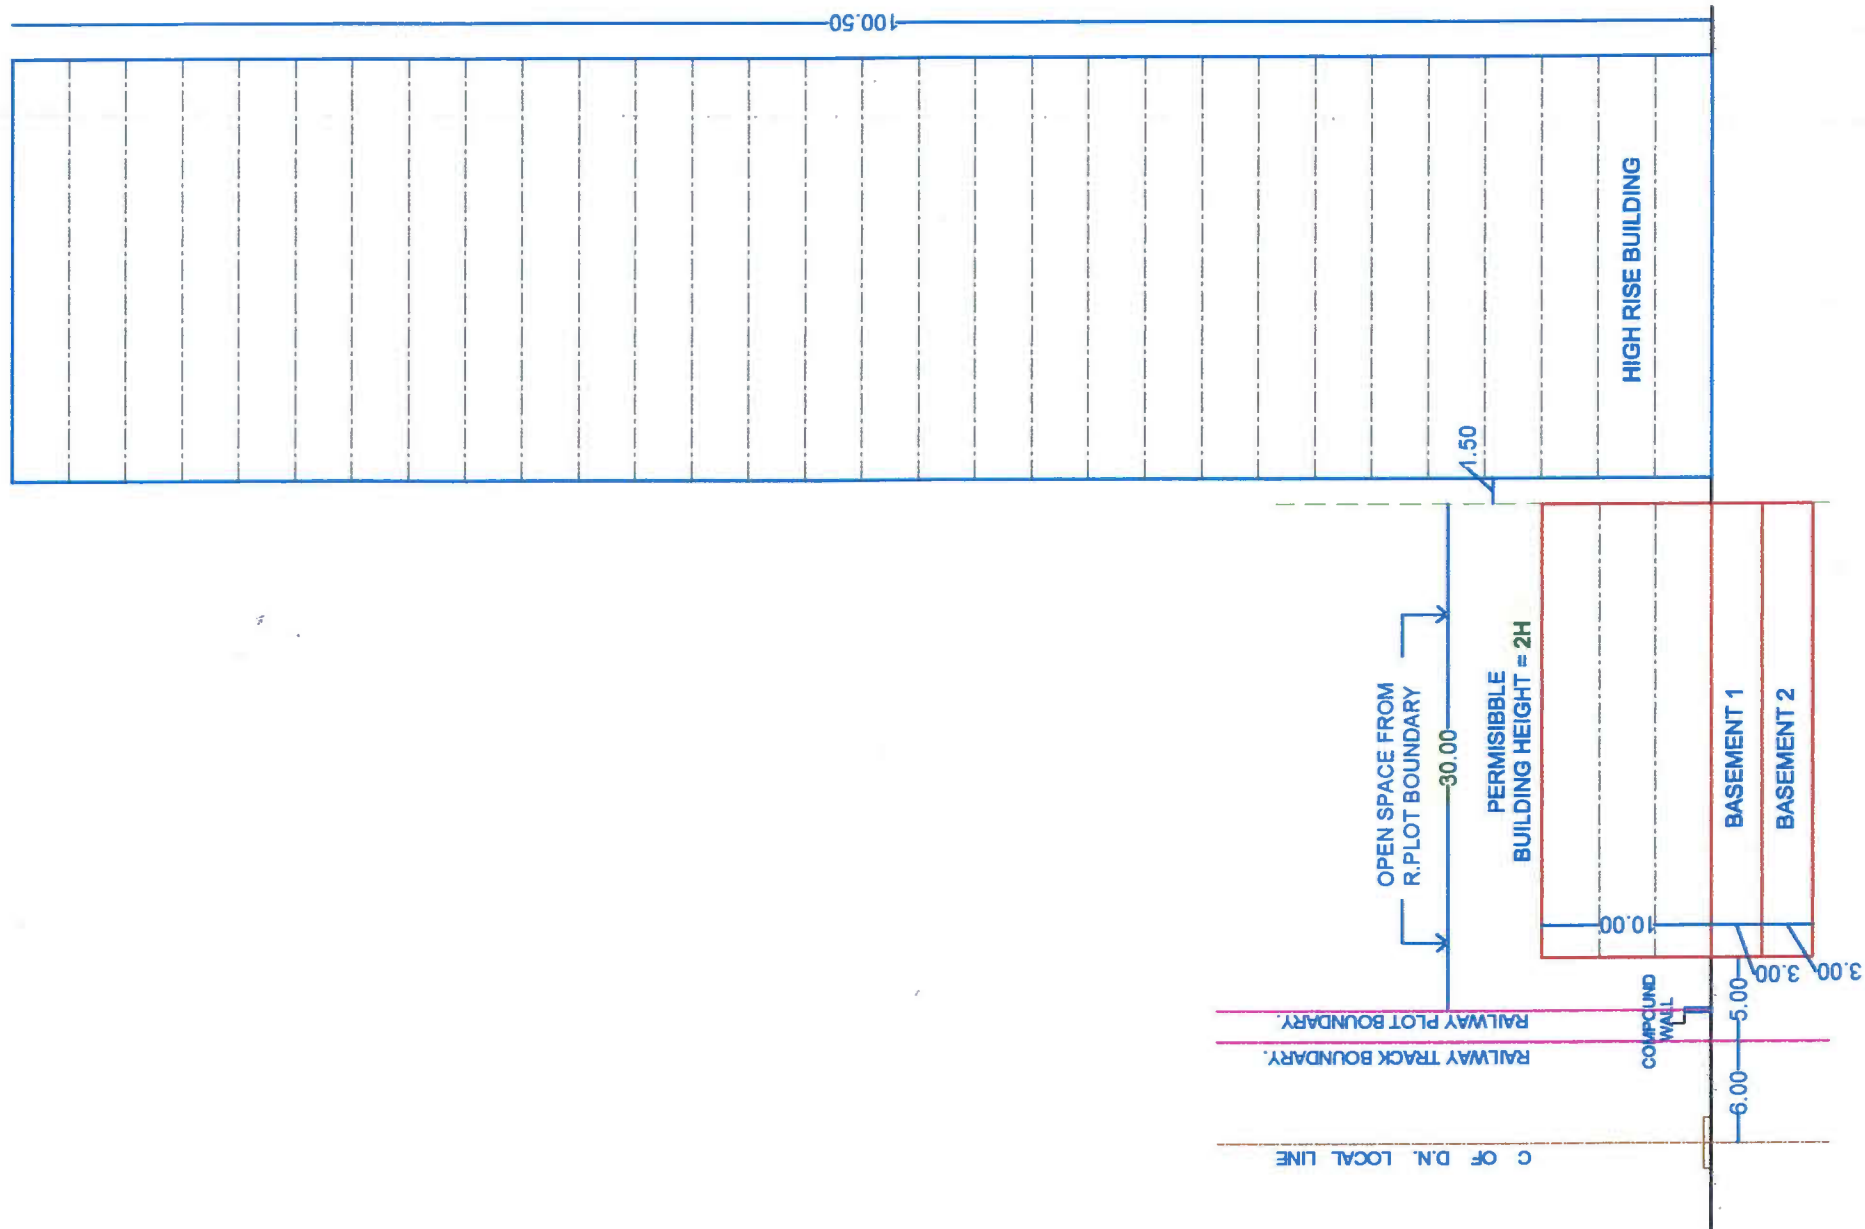 100.50
HIGH RISE BUILDING
1.50
OPEN SPACE FROM
R.PLOT BOUNDARY
30.00
PERMISIBBLE
BUILDING HEIGHT = 2H
10.00
BASEMENT 1
BASEMENT 2
3.00
3.00
5.00
6.00
COMPOUND
WALL
RAILWAY PLOT BOUNDARY.
RAILWAY TRACK BOUNDARY.
C OF D.N. LOCAL LINE